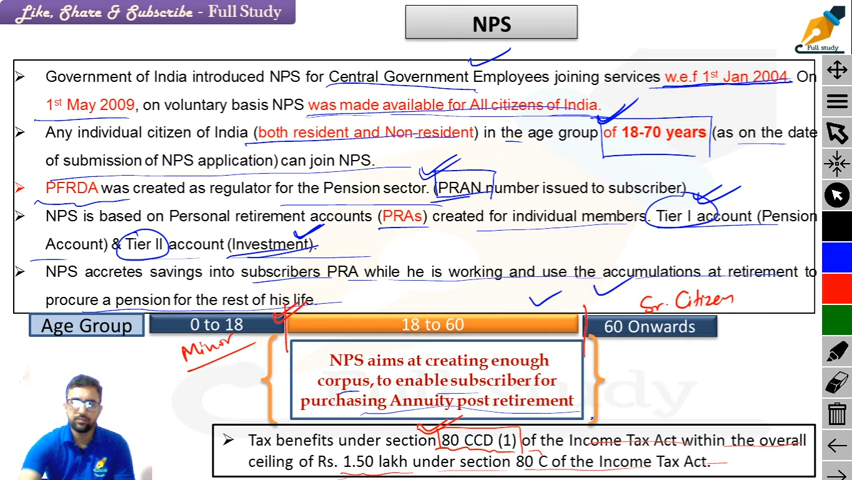 Like, Share & Subscribe - Full Study
NPS
Full Study
Government of India introduced NPS for Central Government Employees joining services w.e.f 1st Jan 2004. On
1st May 2009, on voluntary basis NPS was made available for All citizens of India.
Any individual citizen of India (both resident and Non-resident) in the age group of 18-70 years (as on the date
of submission of NPS application) can join NPS.
PFRDA was created as regulator for the Pension sector. (PRAN number issued to subscriber)
NPS is based on Personal retirement accounts (PRAs) created for individual members. Tier I account (Pension
Account) & Tier II account (Investment).
NPS accretes savings into subscribers PRA while he is working and use the accumulations at retirement to
procure a pension for the rest of his life.
Sr. Citizen
Age Group 0 to 18 18 to 60 60 Onwards
Minor
NPS aims at creating enough
corpus, to enable subscriber for
purchasing Annuity post retirement
Tax benefits under section 80 CCD (1) of the Income Tax Act within the overall
ceiling of Rs. 1.50 lakh under section 80 C of the Income Tax Act.